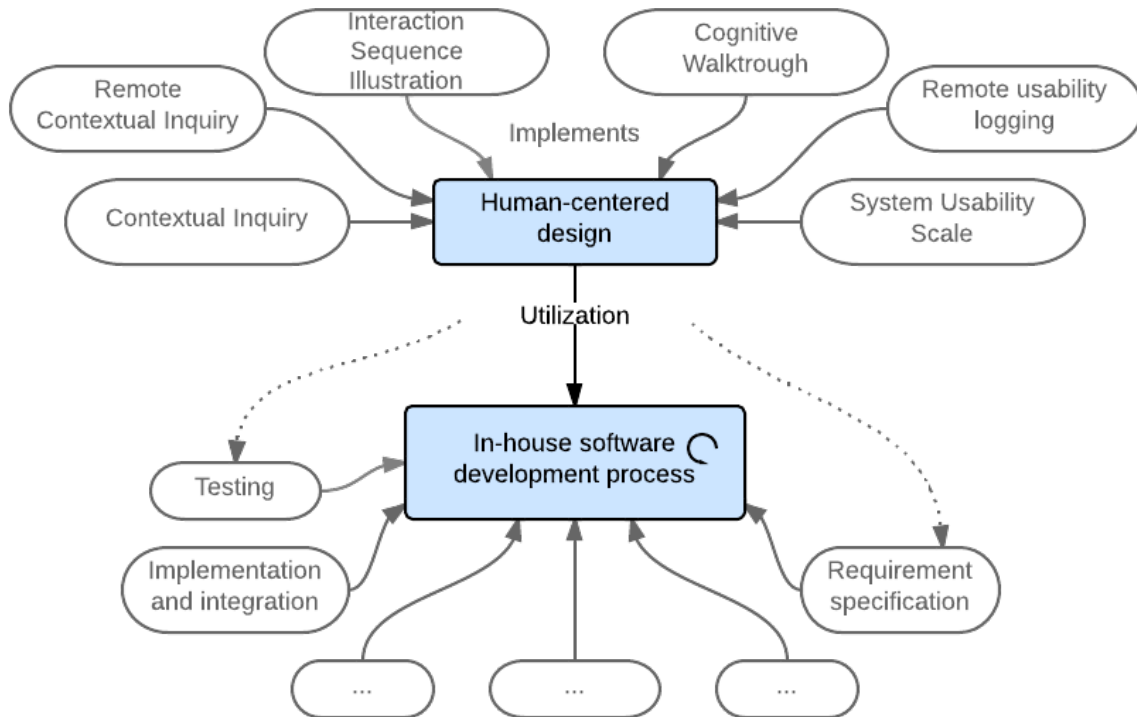 Interaction
Sequence
Illustration
Cognitive
Walktrough
Remote
Contextual Inquiry
Remote usability
logging
Implements
Contextual Inquiry
Human-centered
design
System Usability
Scale
Utilization
In-house software
development process
Testing
Implementation
and integration
Requirement
specification
...
...
...